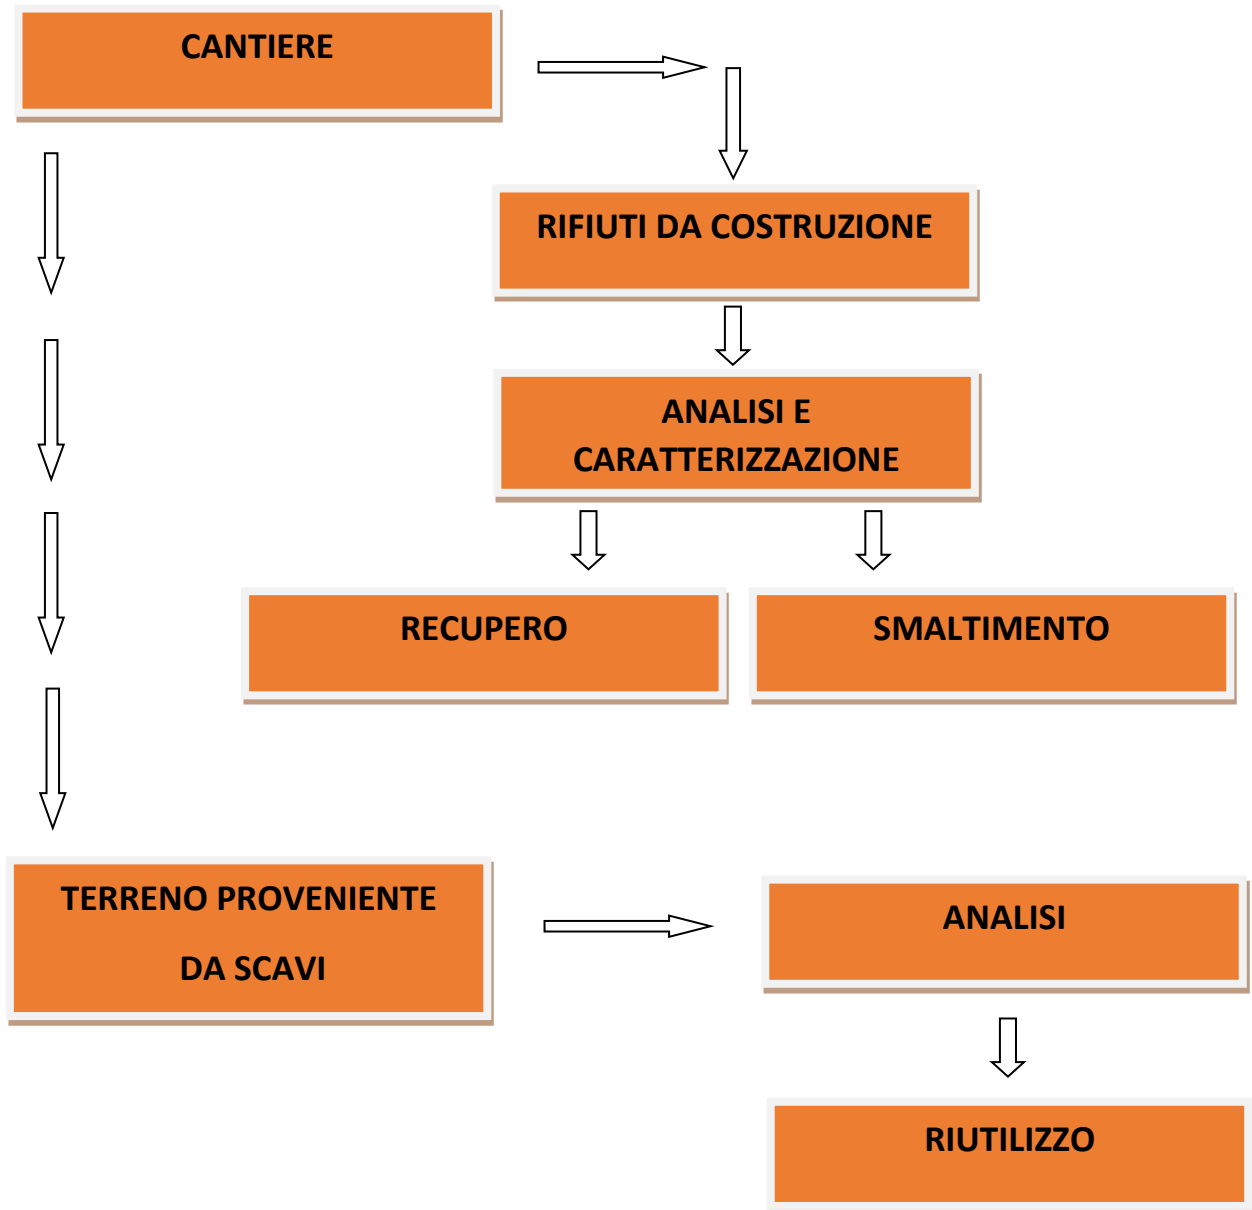 CANTIERE
RIFIUTI DA COSTRUZIONE
ANALISI E
CARATTERIZZAZIONE
RECUPERO
SMALTIMENTO
TERRENO PROVENIENTE
DA SCAVI
ANALISI
RIUTILIZZO